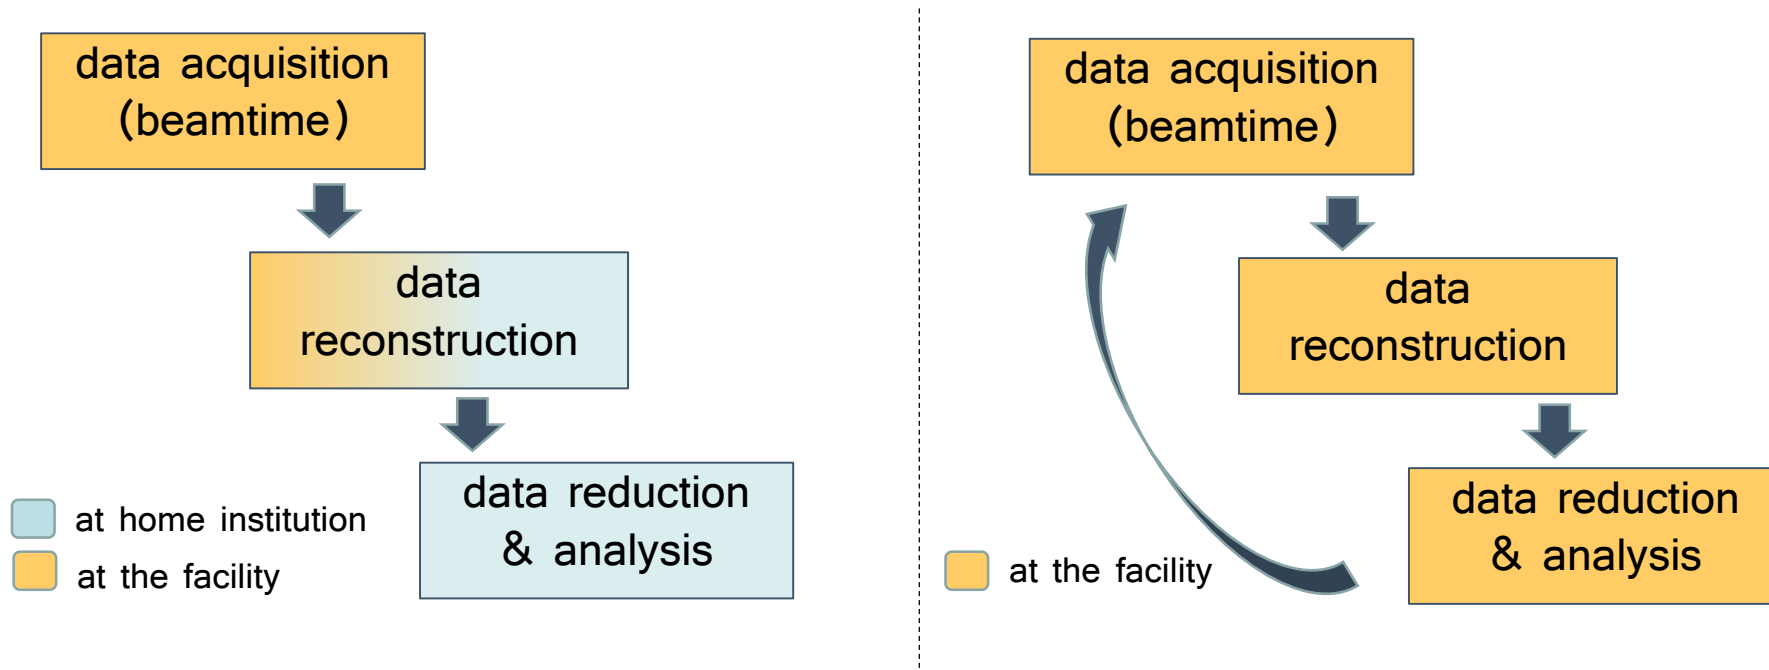 data acquisition
(beamtime)
data
reconstruction
data reduction
& analysis
at home institution
at the facility
data acquisition
(beamtime)
data
reconstruction
data reduction
& analysis
at the facility